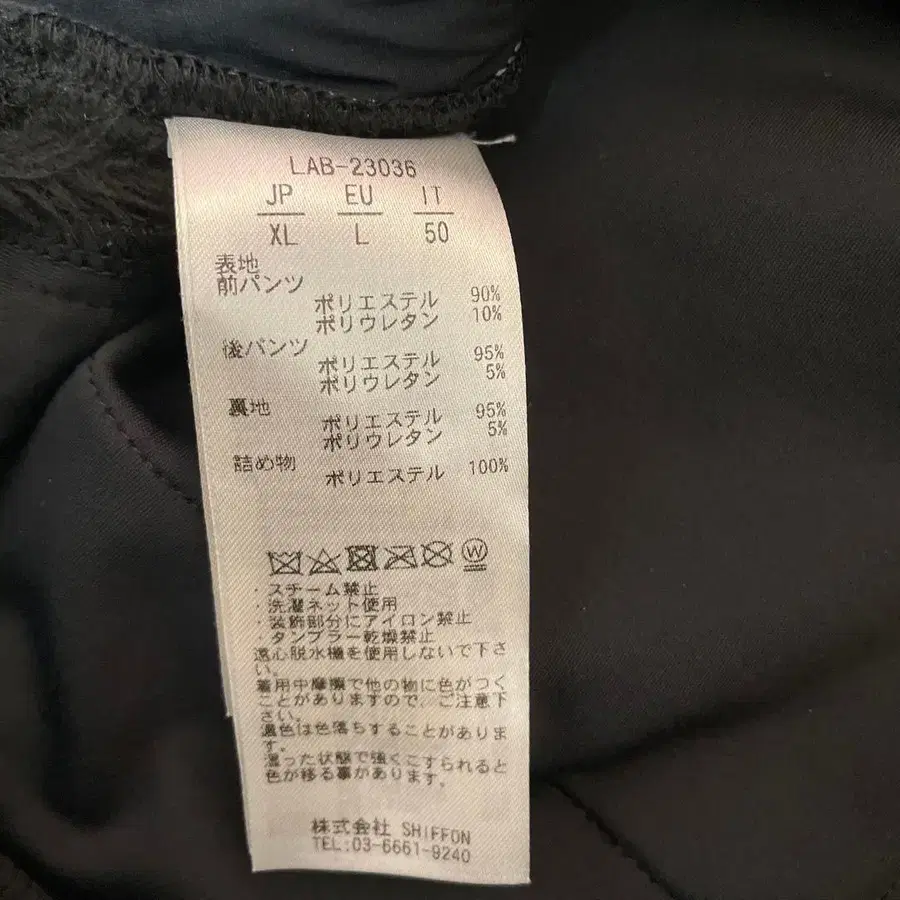 LAB-23036
JP EU IT
XL L 50
表地
前パンツ
ポリエステル 90%
ポリウレタン 10%
後パンツ
ポリエステル 95%
ポリウレタン 5%
裏地
ポリエステル 95%
ポリウレタン 5%
詰め物
ポリエステル 100%
W
・スチーム禁止
・洗濯ネット使用
・装飾部分にアイロン禁止
・タンブラー乾燥禁止
遠心脱水機を使用しないで下さ
い。
着用中摩擦で他の物に色がつく
ことがありますので、ご注意下
さい。
濃色は色落ちすることがありま
す。
湿った状態で強くこすられると
色が移る事があります。
株式会社 SHIFFON
TEL:03-6661-9240